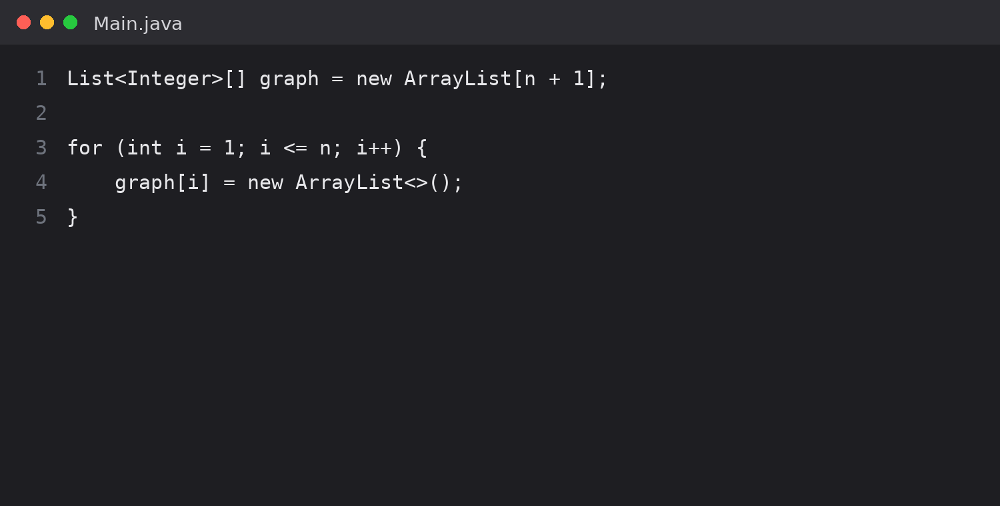 Main.java
1 List<Integer>[] graph = new ArrayList[n + 1];
2
3 for (int i = 1; i <= n; i++) {
4     graph[i] = new ArrayList<>();
5 }